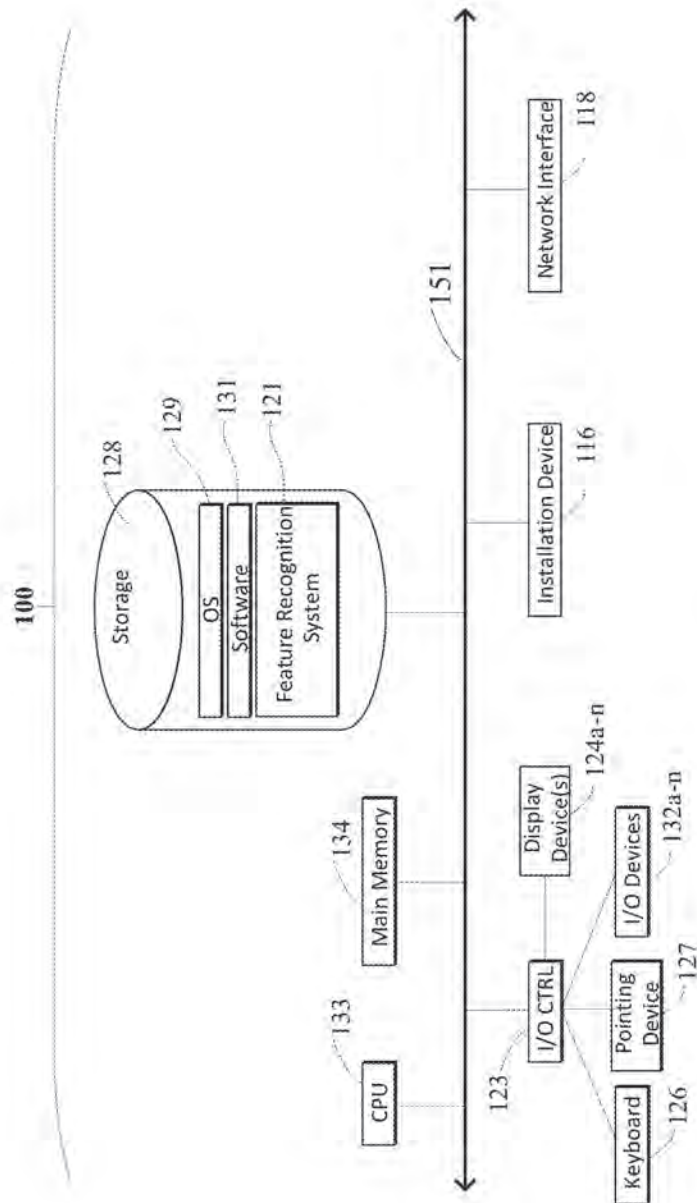 100
Storage
128
OS
129
Software
131
Feature Recognition
System
121
CPU
133
Main Memory
134
151
I/O CTRL
123
Display
Device(s)
124a-n
Keyboard
126
Pointing
Device
127
I/O Devices
132a-n
Installation Device
116
Network Interface
118